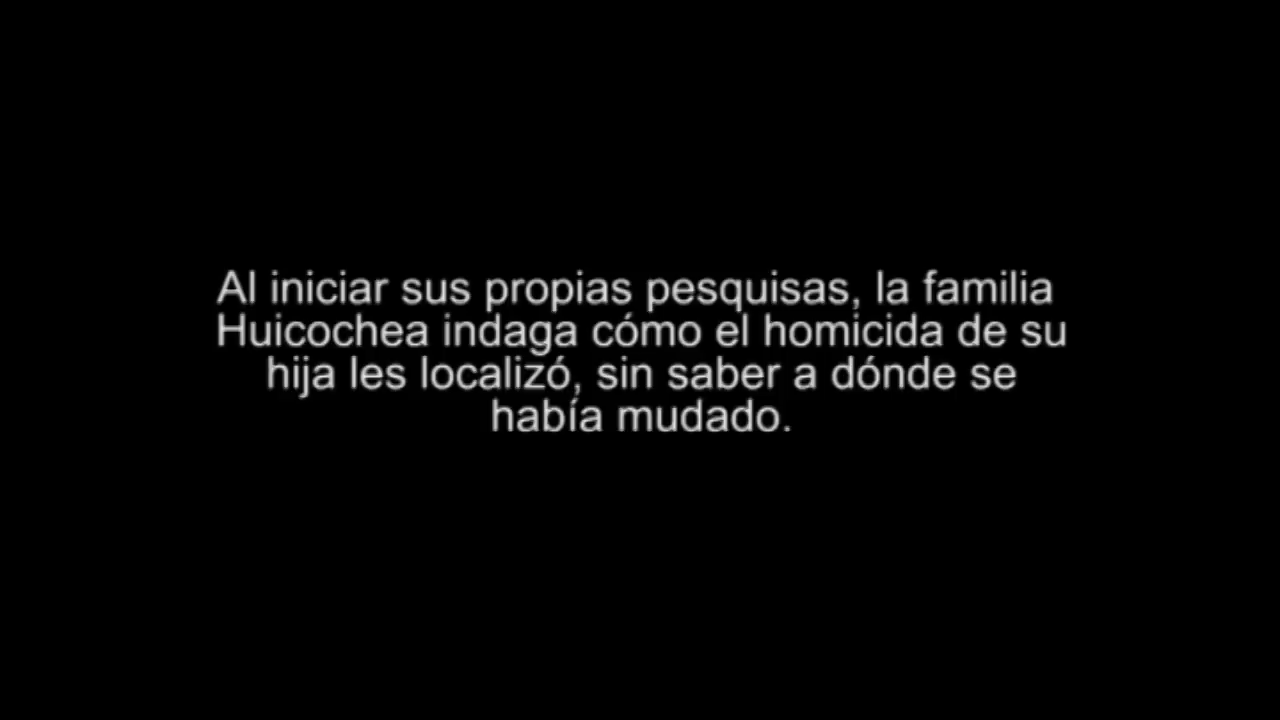 Al iniciar sus propias pesquisas, la familia
Huicochea indaga cómo el homicida de su
hija les localizó, sin saber a dónde se
había mudado.